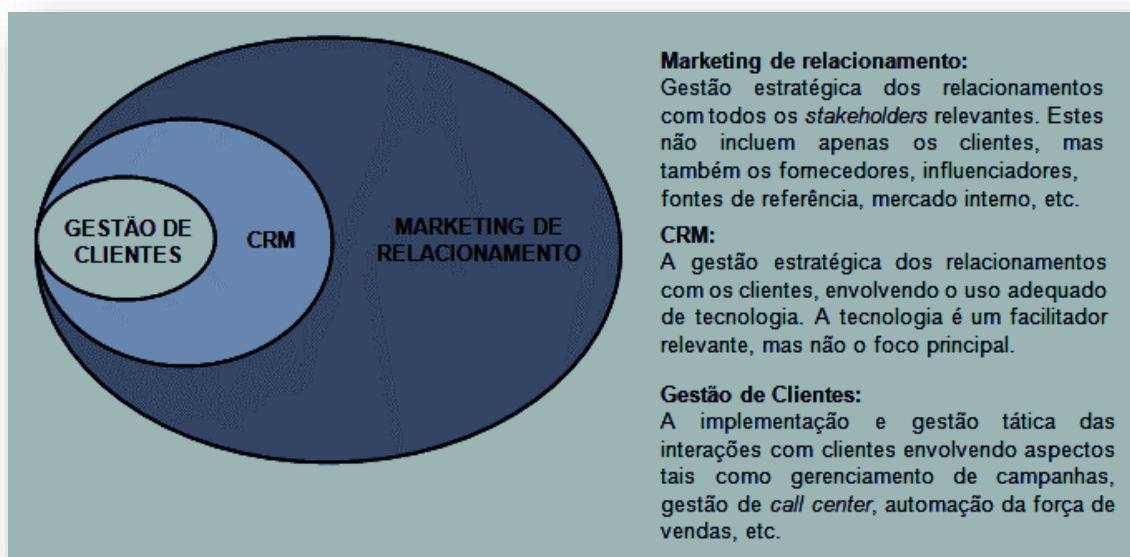 GESTÃO DE
CLIENTES
CRM
MARKETING DE
RELACIONAMENTO
Marketing de relacionamento:
Gestão estratégica dos relacionamentos
com todos os stakeholders relevantes. Estes
não incluem apenas os clientes, mas
também os fornecedores, influenciadores,
fontes de referência, mercado interno, etc.
CRM:
A gestão estratégica dos relacionamentos
com os clientes, envolvendo o uso adequado
de tecnologia. A tecnologia é um facilitador
relevante, mas não o foco principal.
Gestão de Clientes:
A implementação e gestão tática das
interações com clientes envolvendo aspectos
tais como gerenciamento de campanhas,
gestão de call center, automação da força de
vendas, etc.